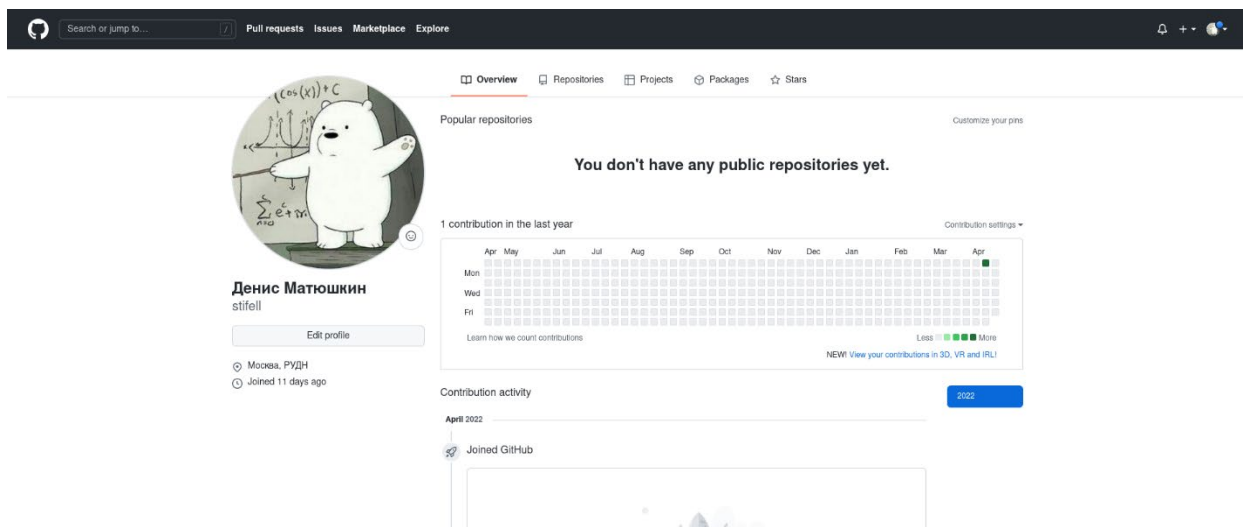 Search or jump to...
/
Pull requests Issues Marketplace Explore
Overview Repositories Projects Packages Stars
(cos(x))+C
Денис Матюшкин
stifell
Edit profile
Москва, РУДН
Joined 11 days ago
Popular repositories
Customize your pins
You don't have any public repositories yet.
1 contribution in the last year
Contribution settings
Apr May Jun Jul Aug Sep Oct Nov Dec Jan Feb Mar Apr
Mon
Wed
Fri
Learn how we count contributions
Less More
NEW! View your contributions in 3D, VR and IRL!
Contribution activity
2022
April 2022
Joined GitHub